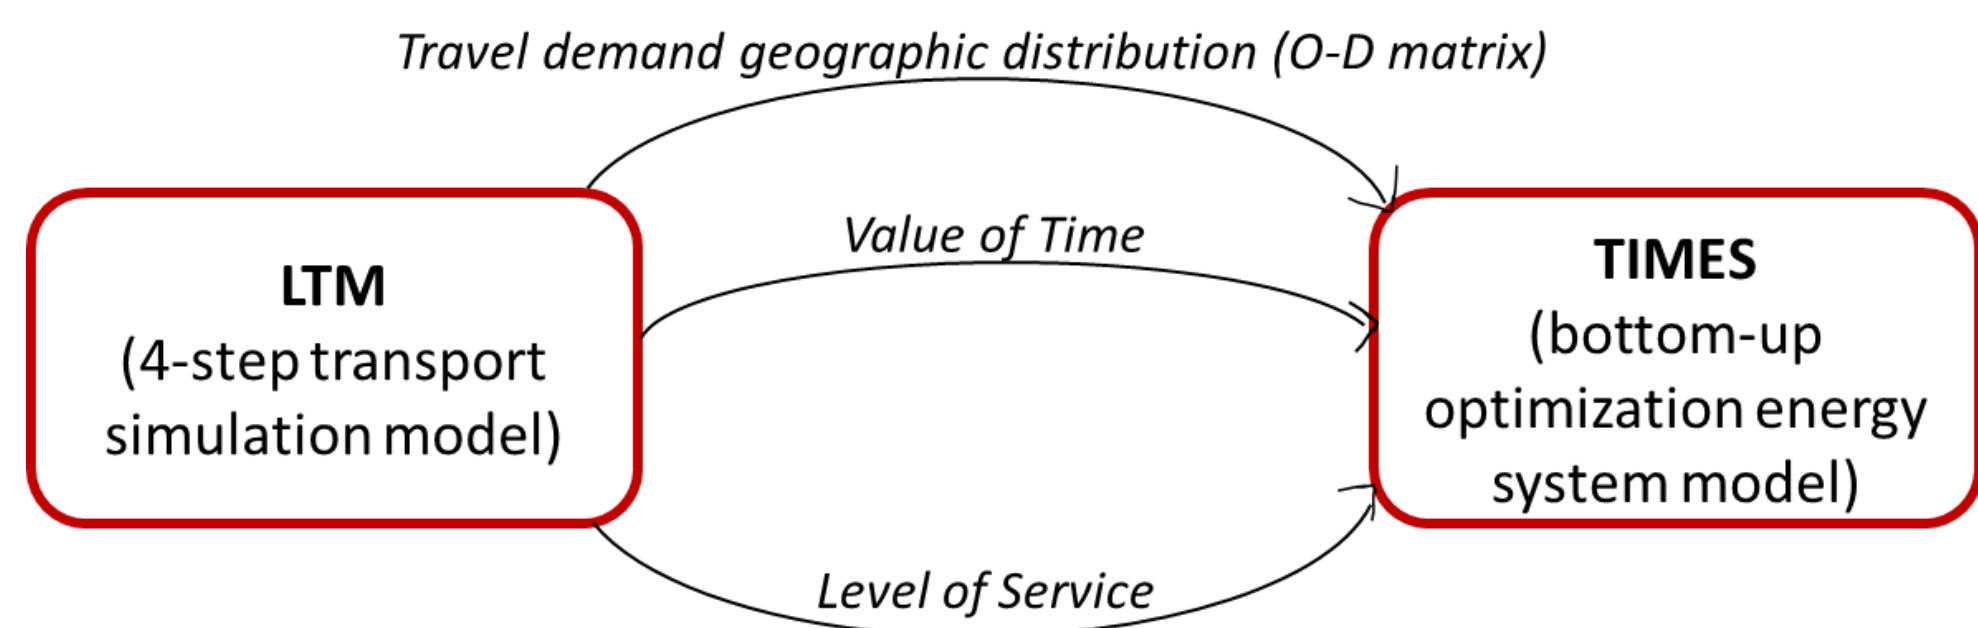 Travel demand geographic distribution (O-D matrix)
Value of Time
LTM
(4-step transport
simulation model)
TIMES
(bottom-up
optimization energy
system model)
Level of Service